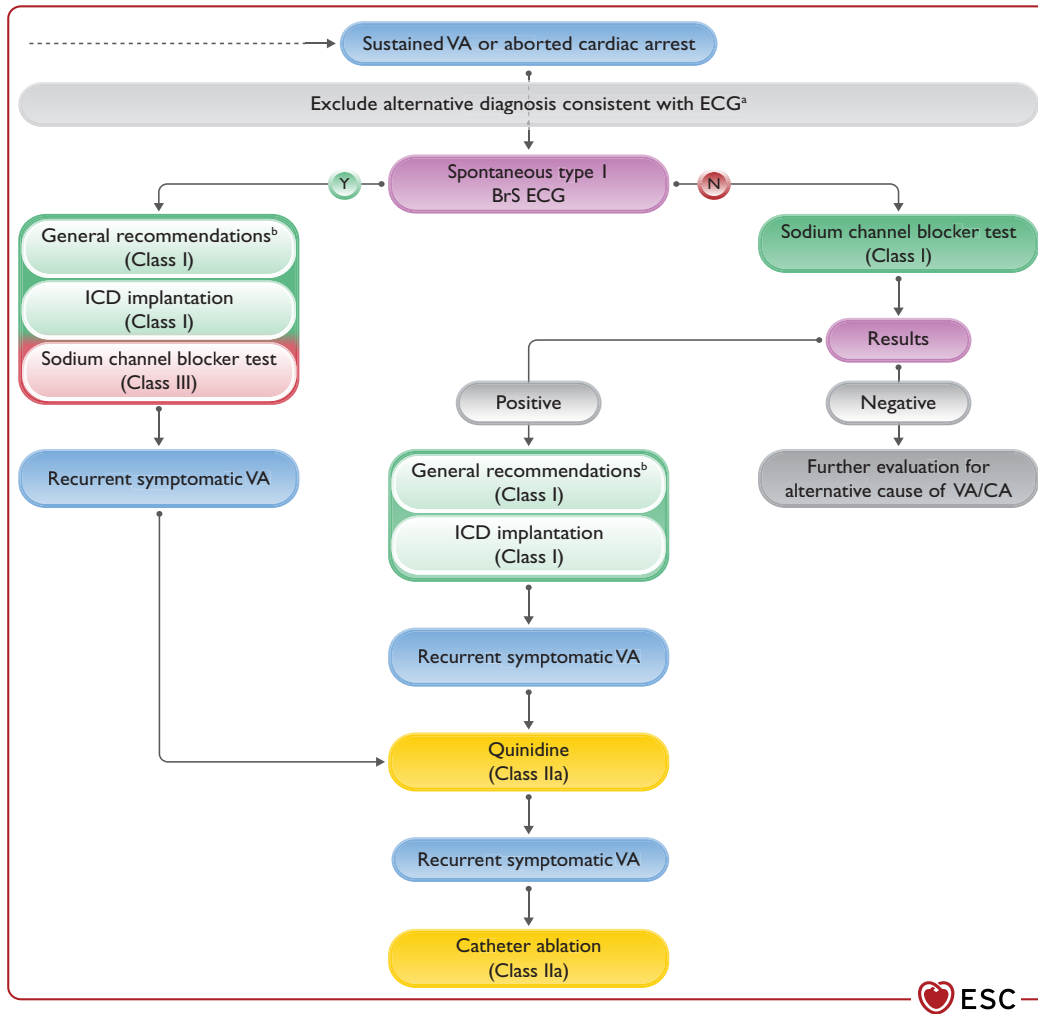 Sustained VA or aborted cardiac arrest
Exclude alternative diagnosis consistent with ECGᵃ
Spontaneous type 1
BrS ECG
Y
N
General recommendationsᵇ
(Class I)
ICD implantation
(Class I)
Sodium channel blocker test
(Class III)
Recurrent symptomatic VA
Sodium channel blocker test
(Class I)
Results
Positive
Negative
General recommendationsᵇ
(Class I)
ICD implantation
(Class I)
Further evaluation for
alternative cause of VA/CA
Recurrent symptomatic VA
Quinidine
(Class IIa)
Recurrent symptomatic VA
Catheter ablation
(Class IIa)
ESC